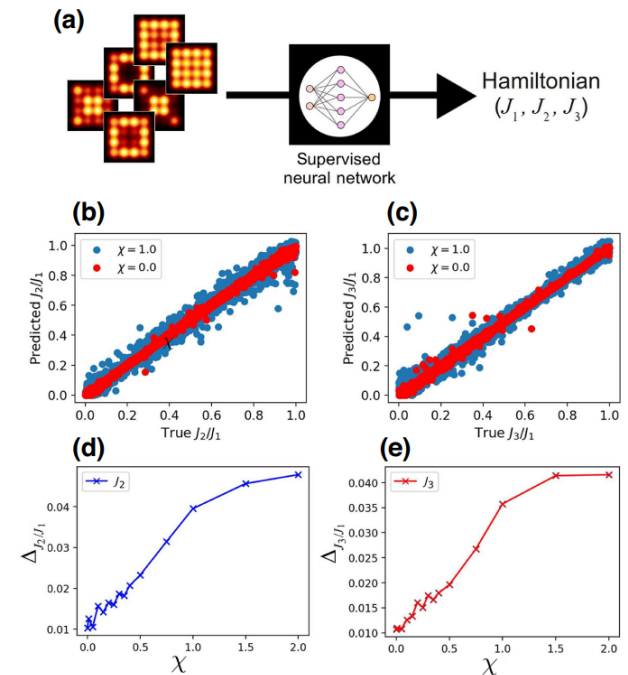 (a)
Supervised
neural network
Hamiltonian
(J₁, J₂, J₃)
(b)
χ = 1.0
χ = 0.0
Predicted J₂/J₁
1.0
0.8
0.6
0.4
0.2
0.0
0.0 0.2 0.4 0.6 0.8 1.0
True J₂/J₁
(c)
χ = 1.0
χ = 0.0
Predicted J₃/J₁
1.0
0.8
0.6
0.4
0.2
0.0
0.0 0.2 0.4 0.6 0.8 1.0
True J₃/J₁
(d)
J₂
Δ J₂/J₁
0.04
0.03
0.02
0.01
0.0 0.5 1.0 1.5 2.0
χ
(e)
J₃
Δ J₃/J₁
0.040
0.035
0.030
0.025
0.020
0.015
0.010
0.0 0.5 1.0 1.5 2.0
χ